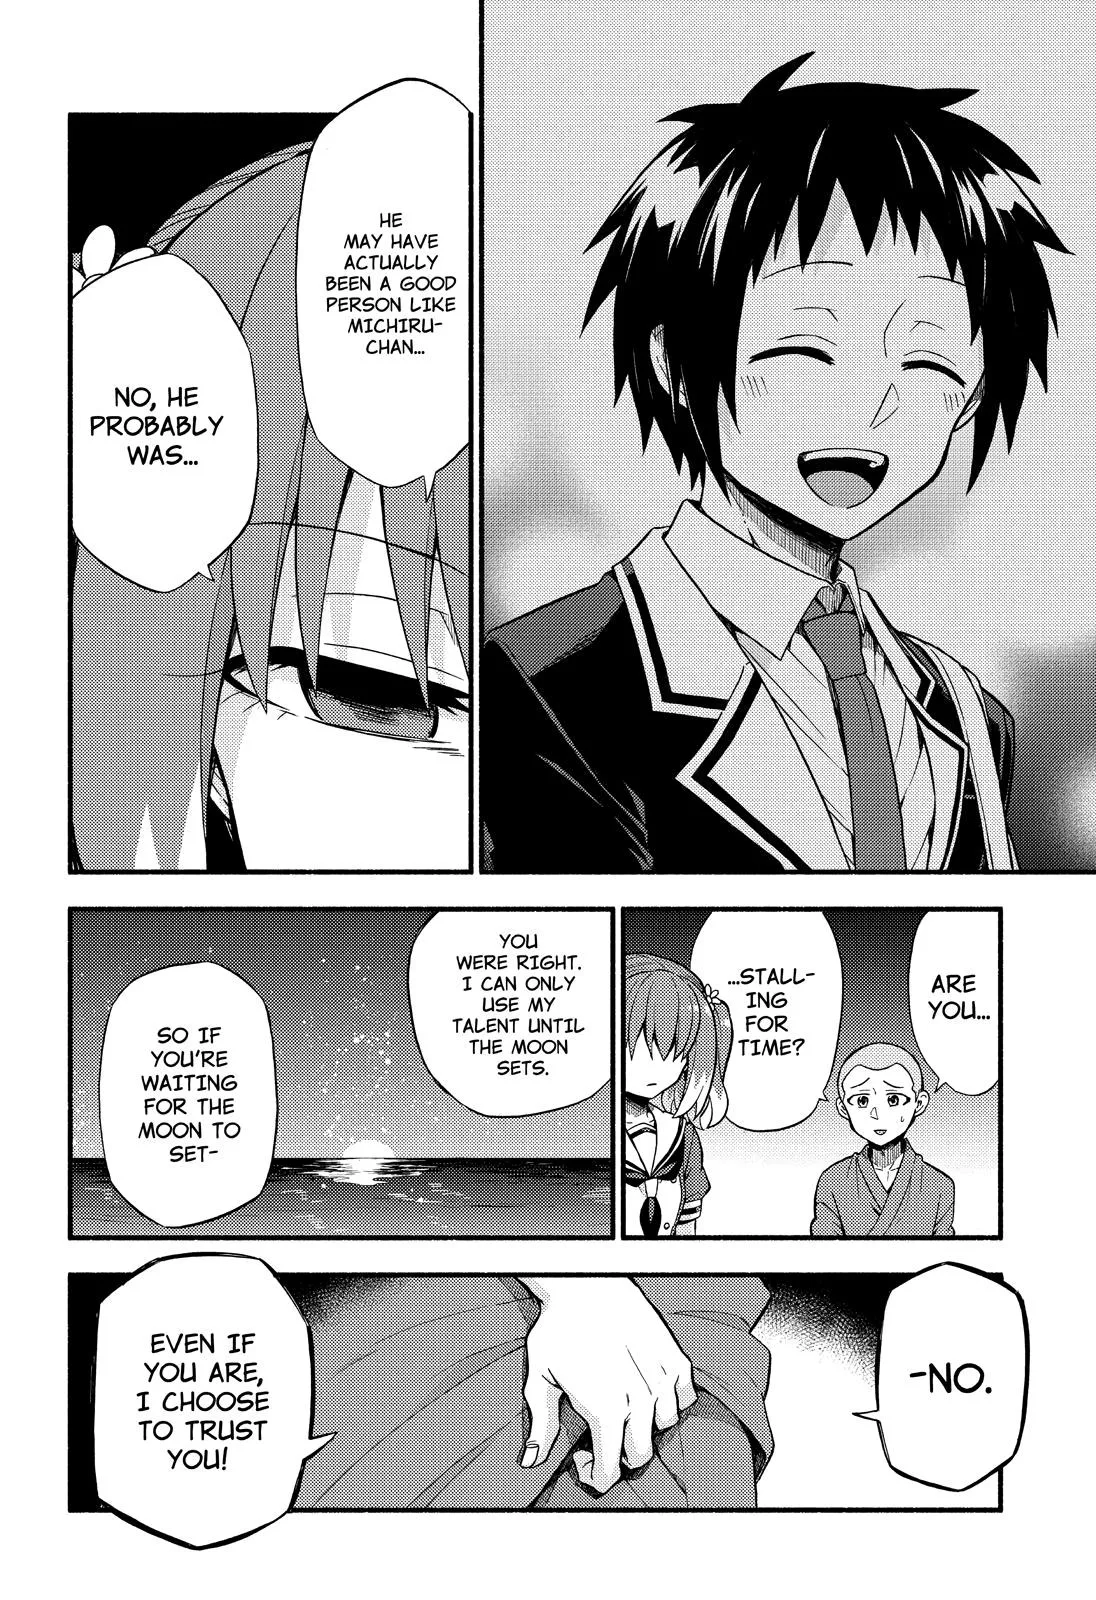 HE
MAY HAVE
ACTUALLY
BEEN A GOOD
PERSON LIKE
MICHIRU-
CHAN...
NO, HE
PROBABLY
WAS...
ARE
YOU...
...STALL-
ING
FOR
TIME?
YOU
WERE RIGHT.
I CAN ONLY
USE MY
TALENT UNTIL
THE MOON
SETS.
SO IF
YOU'RE
WAITING
FOR THE
MOON TO
SET-
-NO.
EVEN IF
YOU ARE,
I CHOOSE
TO TRUST
YOU!